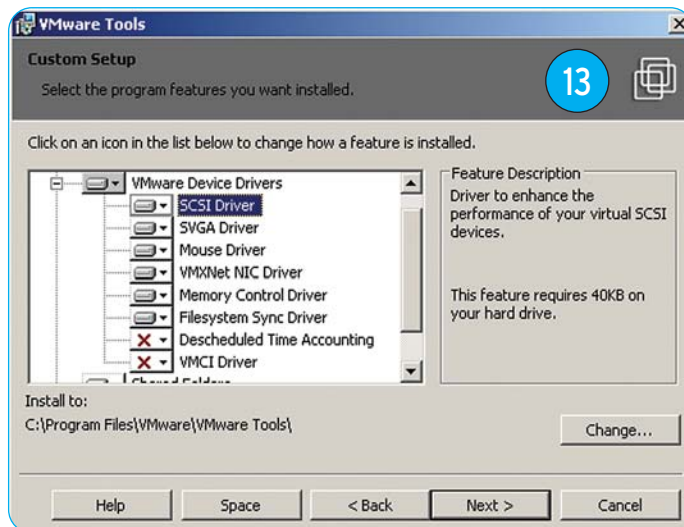 VMware Tools
Custom Setup
Select the program features you want installed.
13
Click on an icon in the list below to change how a feature is installed.
VMware Device Drivers
SCSI Driver
SVGA Driver
Mouse Driver
VMXNet NIC Driver
Memory Control Driver
Filesystem Sync Driver
Descheduled Time Accounting
VMCI Driver
Shared Folders
Feature Description
Driver to enhance the
performance of your virtual SCSI
devices.
This feature requires 40KB on
your hard drive.
Install to:
C:\Program Files\VMware\VMware Tools\
Change...
Help
Space
< Back
Next >
Cancel